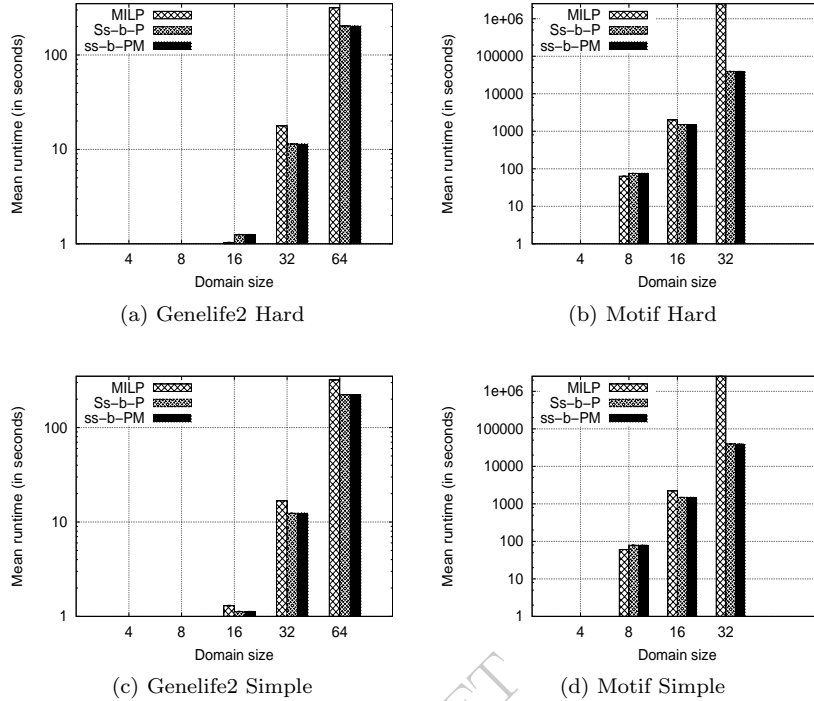 MILP
Ss-b-P
ss-b-PM
100
10
1
Mean runtime (in seconds)
4 8 16 32 64
Domain size
(a) Genelife2 Hard
MILP
Ss-b-P
ss-b-PM
1e+06
100000
10000
1000
100
10
1
Mean runtime (in seconds)
4 8 16 32
Domain size
(b) Motif Hard
MILP
Ss-b-P
ss-b-PM
100
10
1
Mean runtime (in seconds)
4 8 16 32 64
Domain size
(c) Genelife2 Simple
MILP
Ss-b-P
ss-b-PM
1e+06
100000
10000
1000
100
10
1
Mean runtime (in seconds)
4 8 16 32
Domain size
(d) Motif Simple